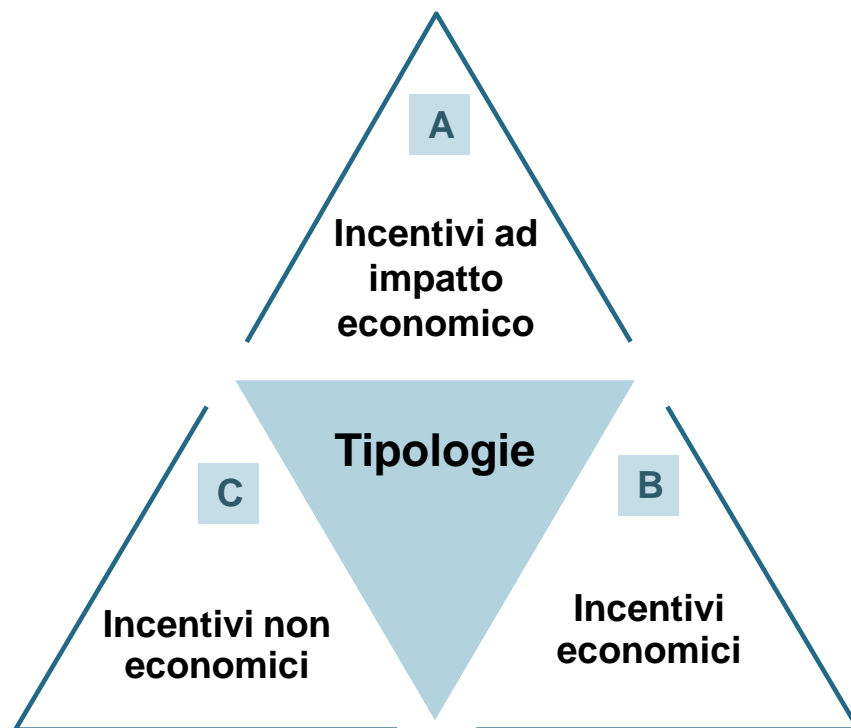 A
Incentivi ad
impatto
economico
Tipologie
C
Incentivi non
economici
B
Incentivi
economici